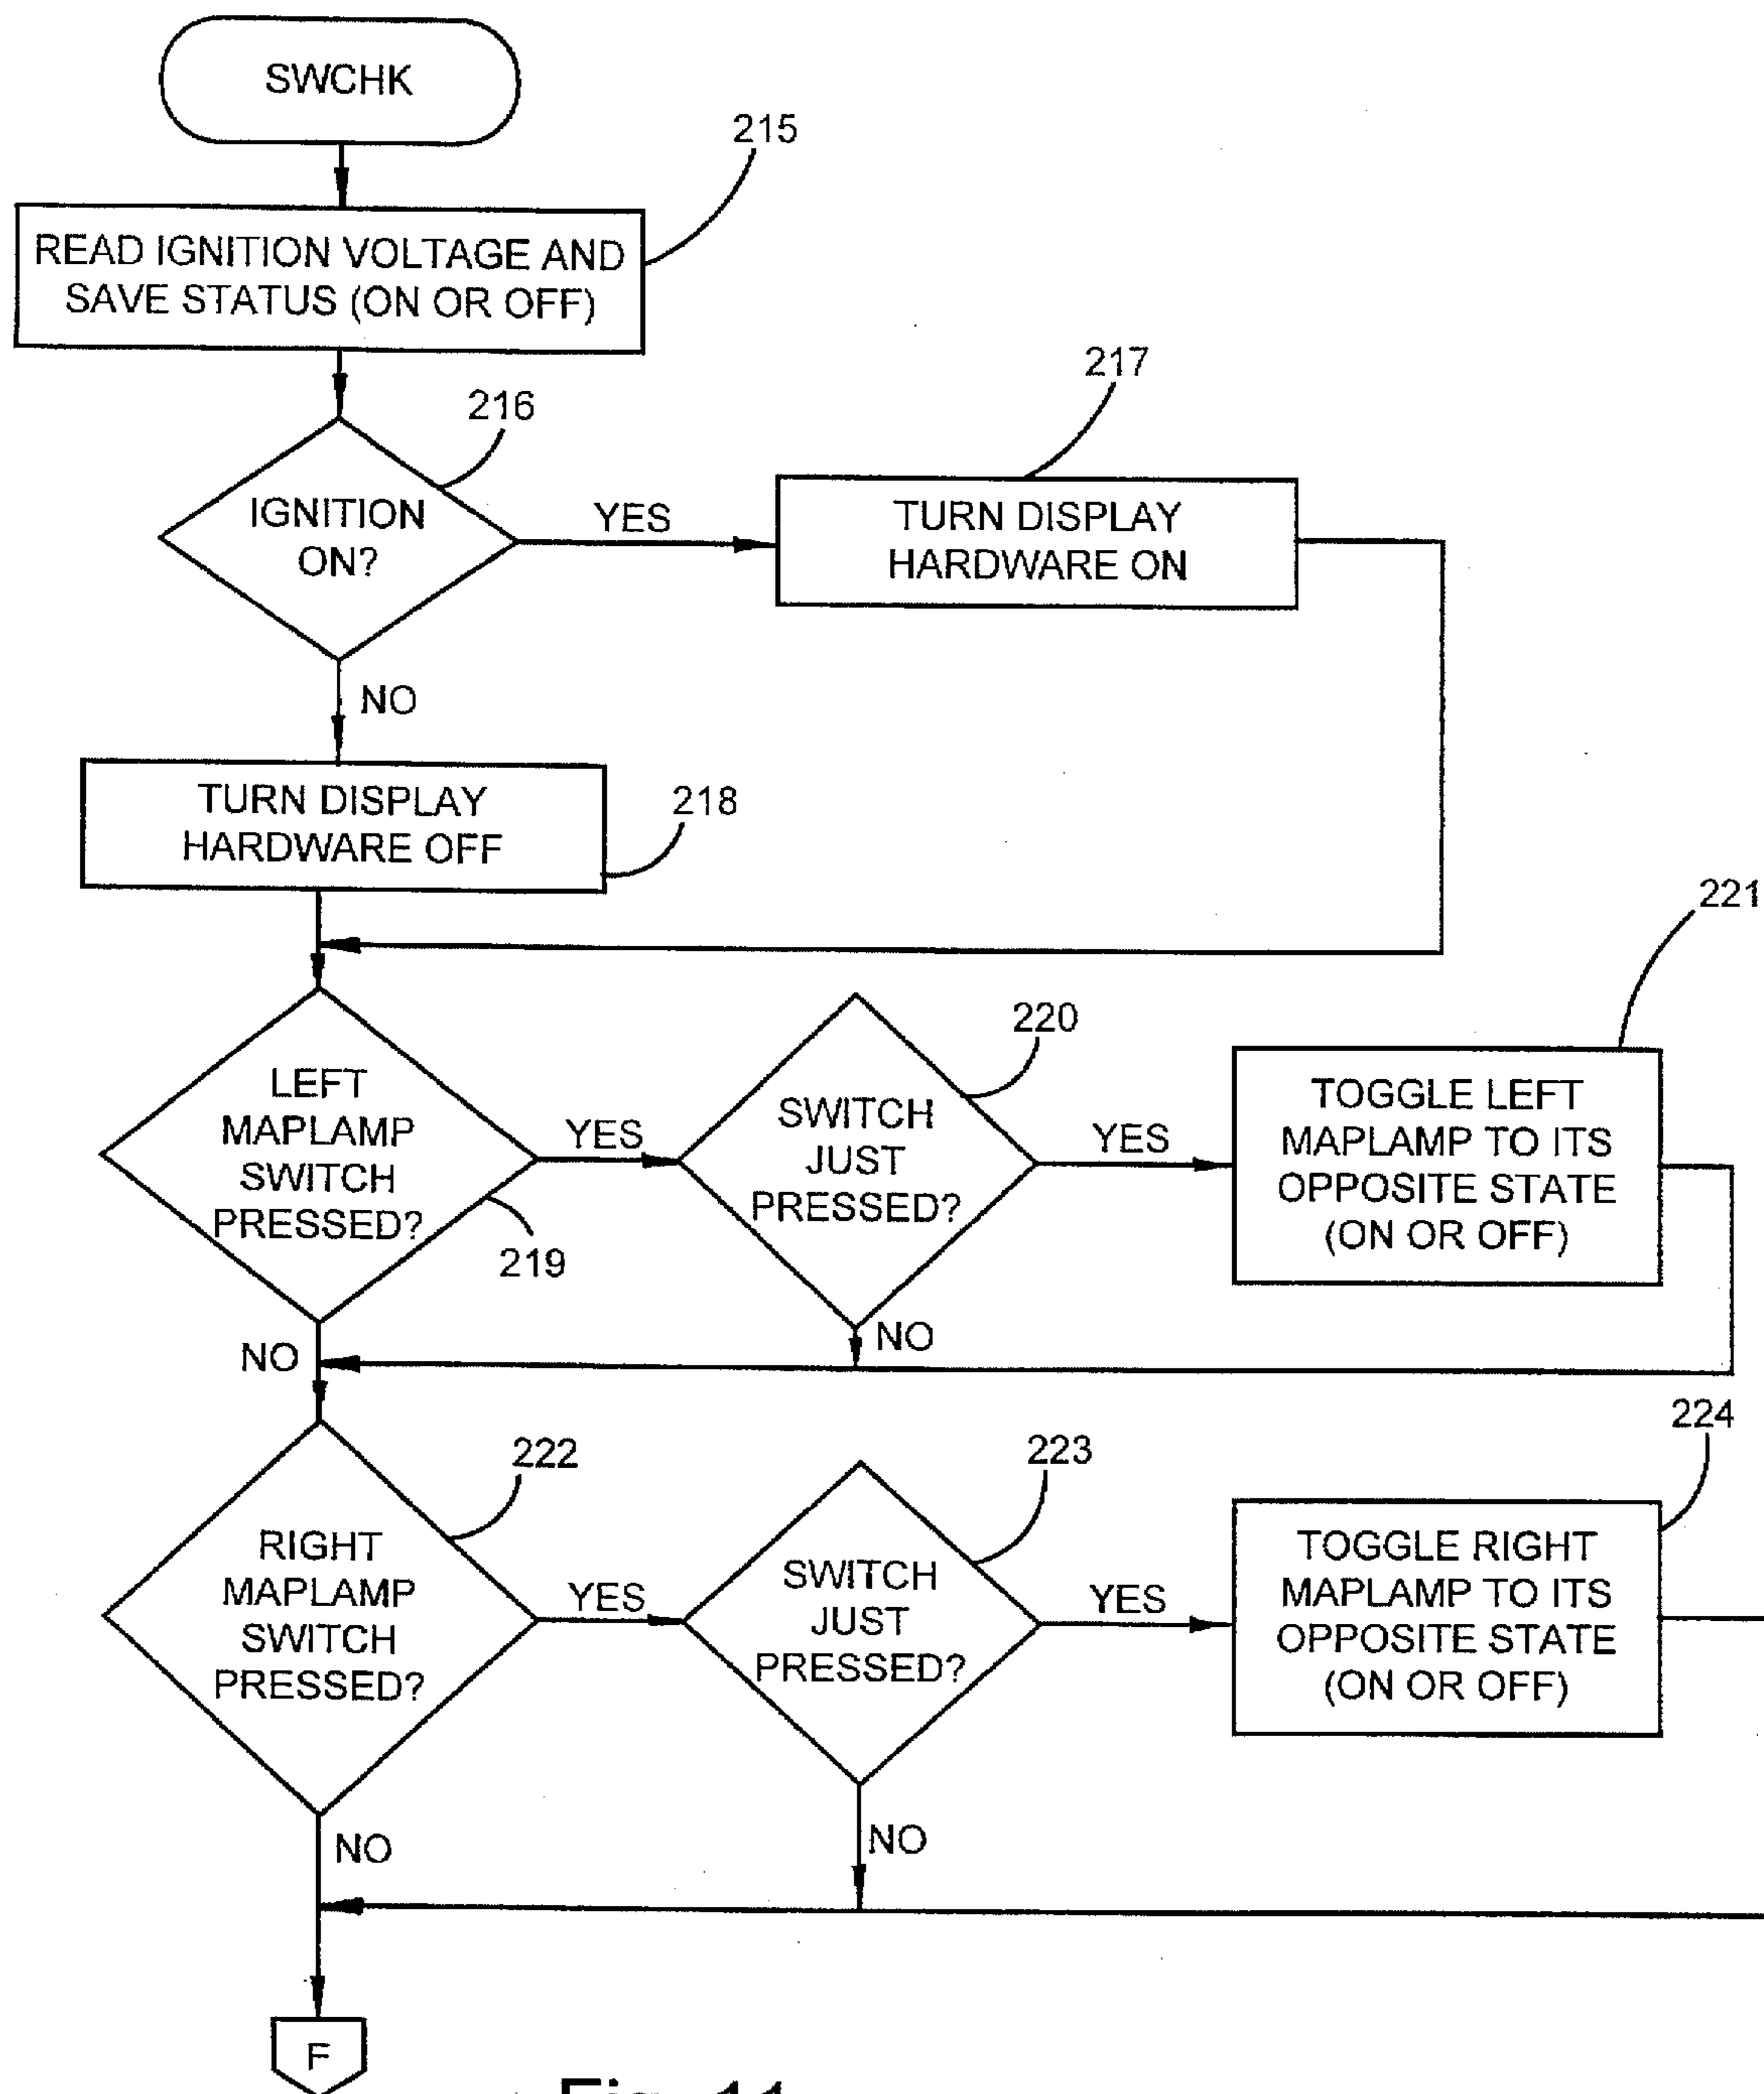 SWCHK
215
READ IGNITION VOLTAGE AND
SAVE STATUS (ON OR OFF)
216
217
IGNITION
ON?
YES
TURN DISPLAY
HARDWARE ON
NO
TURN DISPLAY
HARDWARE OFF
218
221
220
LEFT
MAPLAMP
SWITCH
PRESSED?
219
YES
SWITCH
JUST
PRESSED?
YES
TOGGLE LEFT
MAPLAMP TO ITS
OPPOSITE STATE
(ON OR OFF)
NO
NO
222
223
224
RIGHT
MAPLAMP
SWITCH
PRESSED?
YES
SWITCH
JUST
PRESSED?
YES
TOGGLE RIGHT
MAPLAMP TO ITS
OPPOSITE STATE
(ON OR OFF)
NO
NO
F
Fig. 11